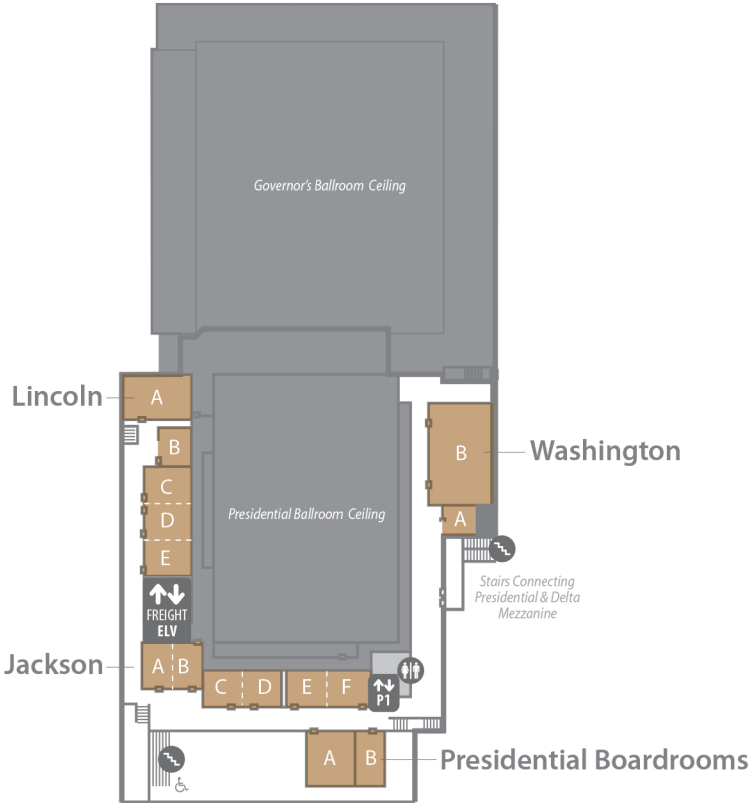 Governor's Ballroom Ceiling
Lincoln
A
B
C
D
E
B
Washington
A
Presidential Ballroom Ceiling
Stairs Connecting
Presidential & Delta
Mezzanine
FREIGHT
ELV
Jackson
A B
C D E F
P1
A B
Presidential Boardrooms